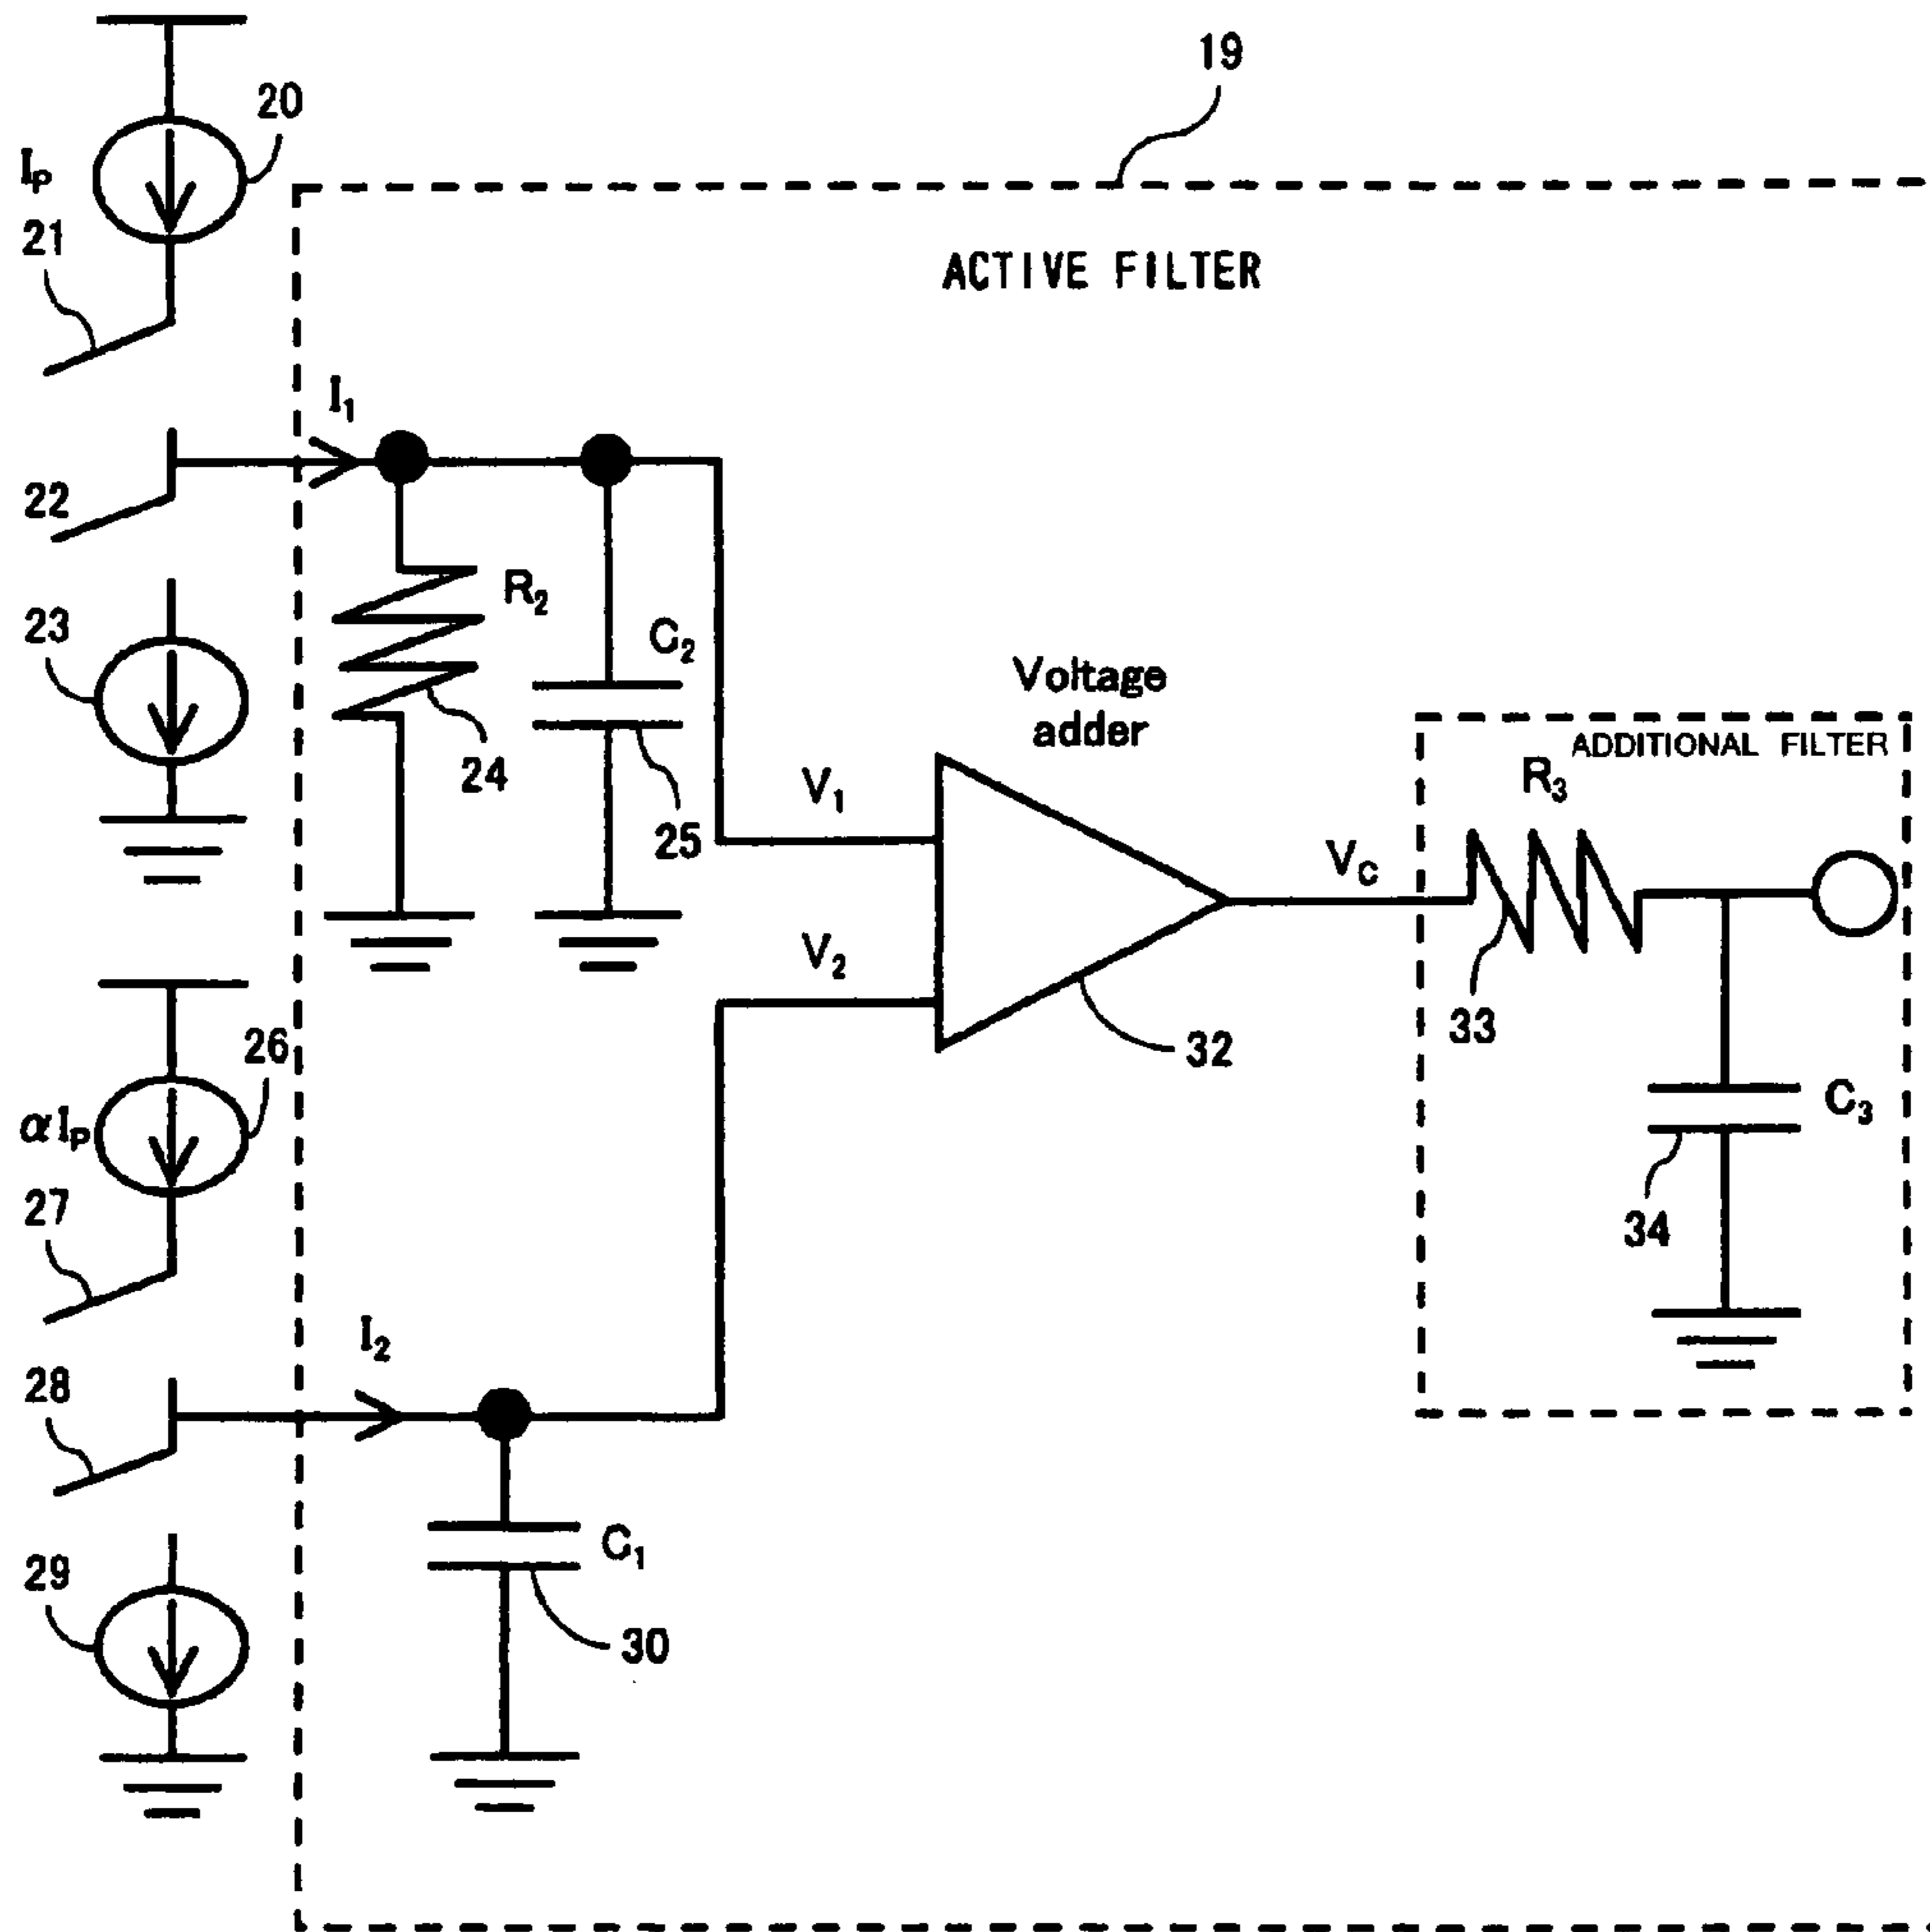 19
20
Iₚ
21
ACTIVE FILTER
I₁
22
R₂
23
C₂
Voltage
adder
24
ADDITIONAL FILTER
R₃
V₁
25
V_C
V₂
26
33
32
αIₚ
C₃
27
34
I₂
28
C₁
29
30